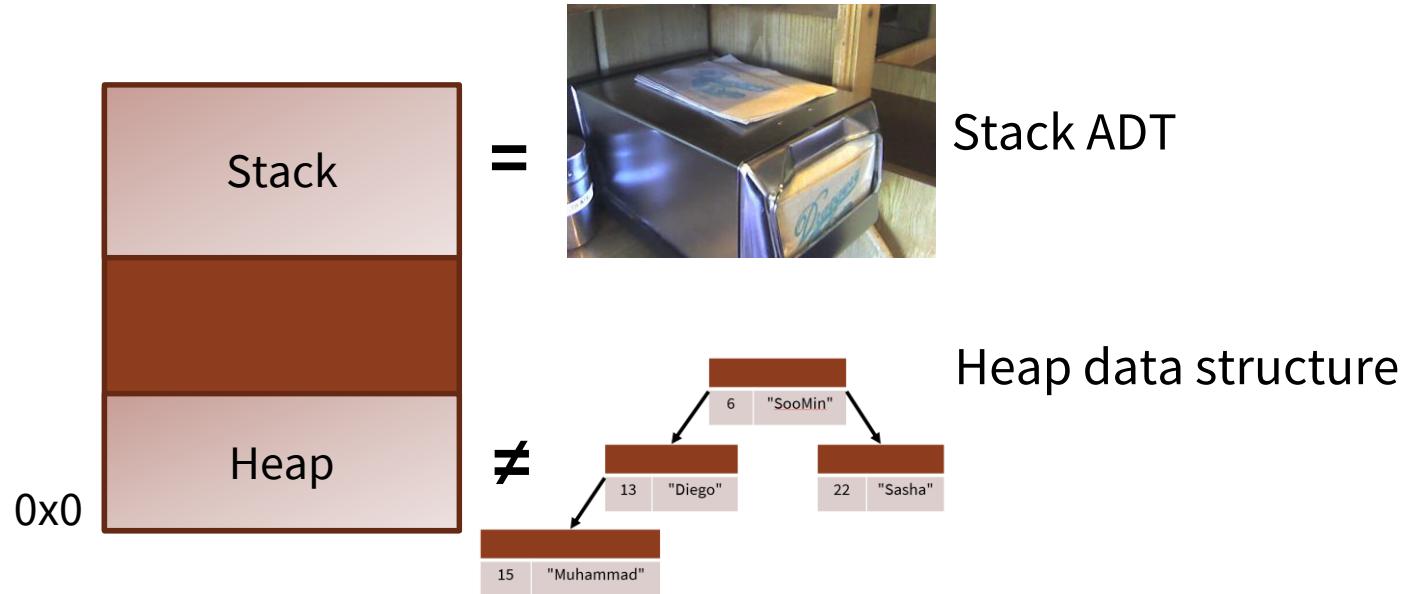 Stack
=
Stack ADT
Heap data structure
6 "SooMin"
Heap
≠
13 "Diego"
22 "Sasha"
0x0
15 "Muhammad"